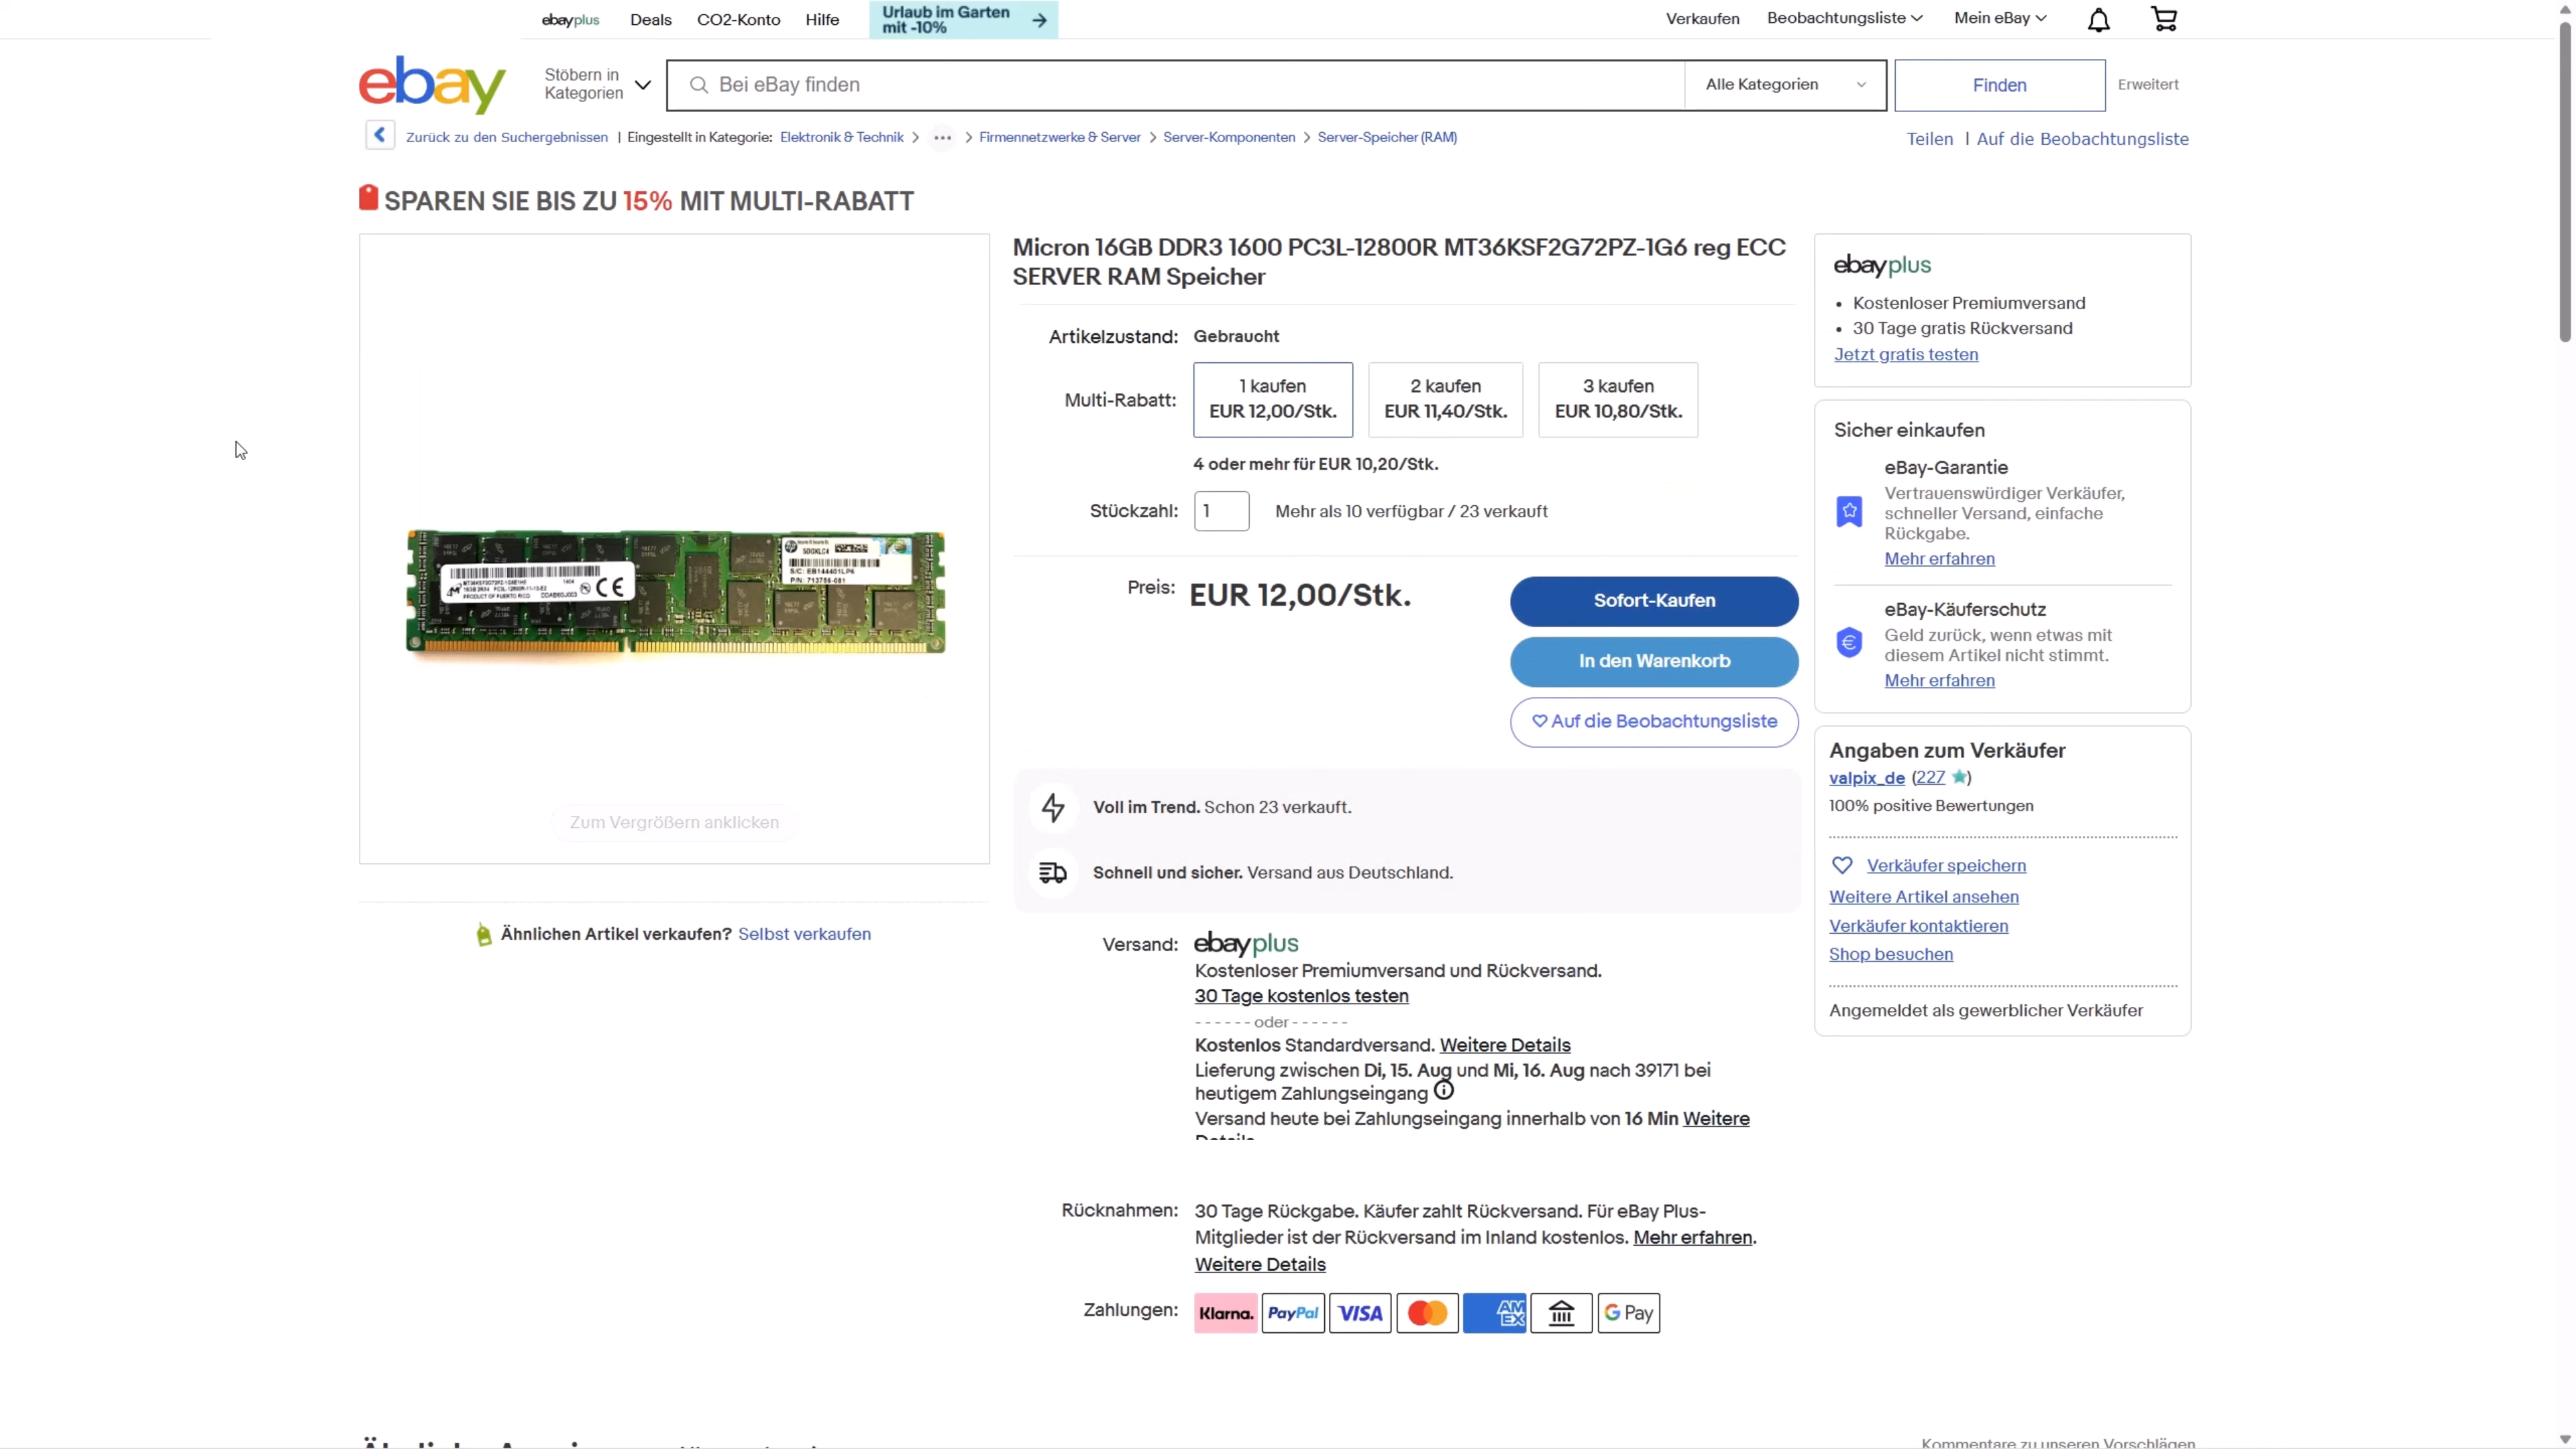 ebayplus Deals CO2-Konto Hilfe
Urlaub im Garten
mit -10%
Verkaufen Beobachtungsliste Mein eBay
ebay
Stöbern in
Kategorien
Bei eBay finden
Alle Kategorien
Finden
Erweitert
Zurück zu den Suchergebnissen | Eingestellt in Kategorie: Elektronik & Technik > ... > Firmennetzwerke & Server > Server-Komponenten > Server-Speicher (RAM)
Teilen | Auf die Beobachtungsliste
SPAREN SIE BIS ZU 15% MIT MULTI-RABATT
S/C: EB144401LP6
P/N: 713756-081
PRODUCT OF PUERTO RICO
Zum Vergrößern anklicken
Ähnlichen Artikel verkaufen? Selbst verkaufen
Micron 16GB DDR3 1600 PC3L-12800R MT36KSF2G72PZ-1G6 reg ECC
SERVER RAM Speicher
Artikelzustand: Gebraucht
Multi-Rabatt:
1 kaufen
EUR 12,00/Stk.
2 kaufen
EUR 11,40/Stk.
3 kaufen
EUR 10,80/Stk.
4 oder mehr für EUR 10,20/Stk.
Stückzahl: 1 Mehr als 10 verfügbar / 23 verkauft
Preis: EUR 12,00/Stk.
Sofort-Kaufen
In den Warenkorb
Auf die Beobachtungsliste
Voll im Trend. Schon 23 verkauft.
Schnell und sicher. Versand aus Deutschland.
Versand: ebayplus
Kostenloser Premiumversand und Rückversand.
30 Tage kostenlos testen
------ oder ------
Kostenlos Standardversand. Weitere Details
Lieferung zwischen Di, 15. Aug und Mi, 16. Aug nach 39171 bei
heutigem Zahlungseingang
Versand heute bei Zahlungseingang innerhalb von 16 Min Weitere
Rücknahmen: 30 Tage Rückgabe. Käufer zahlt Rückversand. Für eBay Plus-
Mitglieder ist der Rückversand im Inland kostenlos. Mehr erfahren.
Weitere Details
Zahlungen: Klarna. PayPal VISA AM EX G Pay
ebayplus
• Kostenloser Premiumversand
• 30 Tage gratis Rückversand
Jetzt gratis testen
Sicher einkaufen
eBay-Garantie
Vertrauenswürdiger Verkäufer,
schneller Versand, einfache
Rückgabe.
Mehr erfahren
eBay-Käuferschutz
Geld zurück, wenn etwas mit
diesem Artikel nicht stimmt.
Mehr erfahren
Angaben zum Verkäufer
valpix_de (227)
100% positive Bewertungen
Verkäufer speichern
Weitere Artikel ansehen
Verkäufer kontaktieren
Shop besuchen
Angemeldet als gewerblicher Verkäufer
Kommentare zu unseren Vorschlägen